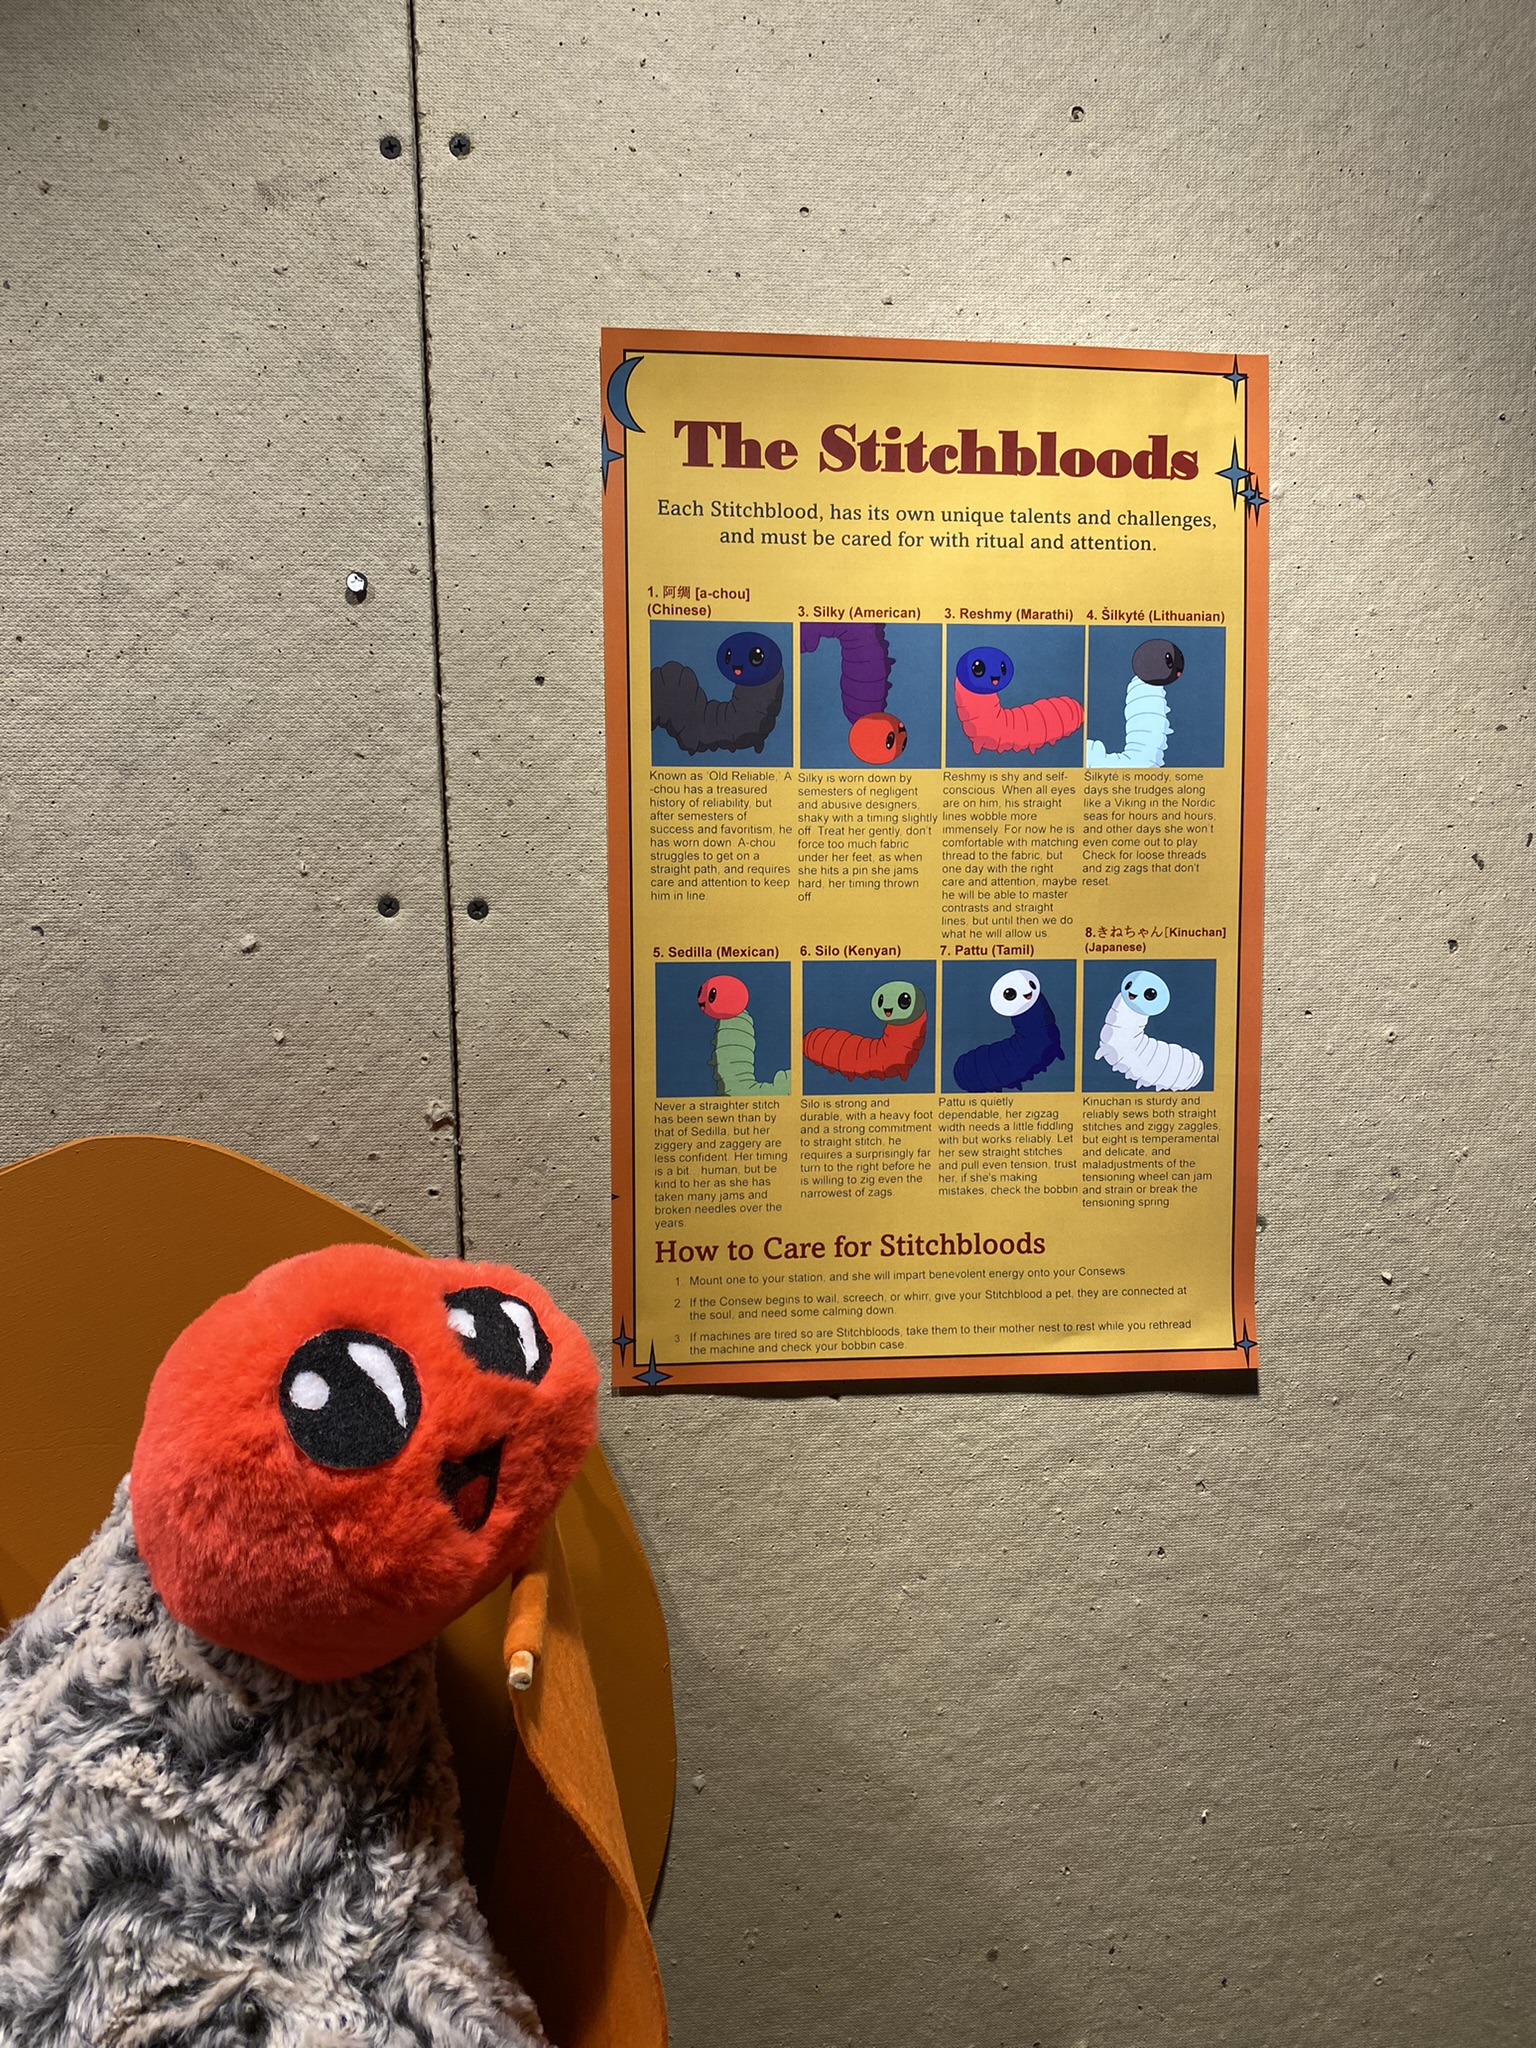 The Stitchbloods
Each Stitchblood, has its own unique talents and challenges,
and must be cared for with ritual and attention.
1. 阿绸 [a-chou]
(Chinese)
Known as 'Old Reliable,' A
-chou has a treasured
history of reliability, but
after semesters of
success and favoritism, he
has worn down. A-chou
struggles to get on a
straight path, and requires
care and attention to keep
him in line.
3. Silky (American)
Silky is worn down by
semesters of negligent
and abusive designers,
shaky with a timing slightly
off. Treat her gently, don't
force too much fabric
under her feet, as when
she hits a pin she jams
hard, her timing thrown
off
3. Reshmy (Marathi)
Reshmy is shy and self-
conscious. When all eyes
are on him, his straight
lines wobble more
immensely. For now he is
comfortable with matching
thread to the fabric, but
one day with the right
care and attention, maybe
he will be able to master
contrasts and straight
lines, but until then we do
what he will allow us.
4. Šilkyté (Lithuanian)
Šilkyté is moody, some
days she trudges along
like a Viking in the Nordic
seas for hours and hours,
and other days she won't
even come out to play.
Check for loose threads
and zig zags that don't
reset.
5. Sedilla (Mexican)
Never a straighter stitch
has been sewn than by
that of Sedilla, but her
ziggery and zaggery are
less confident. Her timing
is a bit... human, but be
kind to her as she has
taken many jams and
broken needles over the
years.
6. Silo (Kenyan)
Silo is strong and
durable, with a heavy foot
and a strong commitment
to straight stitch, he
requires a surprisingly far
turn to the right before he
is willing to zig even the
narrowest of zags.
7. Pattu (Tamil)
Pattu is quietly
dependable, her zigzag
width needs a little fiddling
with but works reliably. Let
her sew straight stitches
and pull even tension, trust
her, if she's making
mistakes, check the bobbin
8.きねちゃん[Kinuchan]
(Japanese)
Kinuchan is sturdy and
reliably sews both straight
stitches and ziggy zaggles,
but eight is temperamental
and delicate, and
maladjustments of the
tensioning wheel can jam
and strain or break the
tensioning spring.
How to Care for Stitchbloods
1. Mount one to your station, and she will impart benevolent energy onto your Consews.
2. If the Consew begins to wail, screech, or whirr, give your Stitchblood a pet, they are connected at
the soul, and need some calming down.
3. If machines are tired so are Stitchbloods, take them to their mother nest to rest while you rethread
the machine and check your bobbin case.